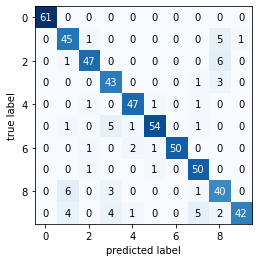 0 61 0 0 0 0 0 0 0 0 0
0 45 1 0 0 0 0 0 5 1
2 0 1 47 0 0 0 0 0 6 0
0 0 0 43 0 0 0 1 3 0
4 0 0 1 0 47 1 0 1 0 0
0 1 0 5 1 54 0 1 0 0
6 0 0 1 0 2 1 50 0 0 0
0 0 1 0 0 1 0 50 0 0
8 0 6 0 3 0 0 0 1 40 0
0 4 0 4 1 0 0 5 2 42
0 2 4 6 8
predicted label
true label